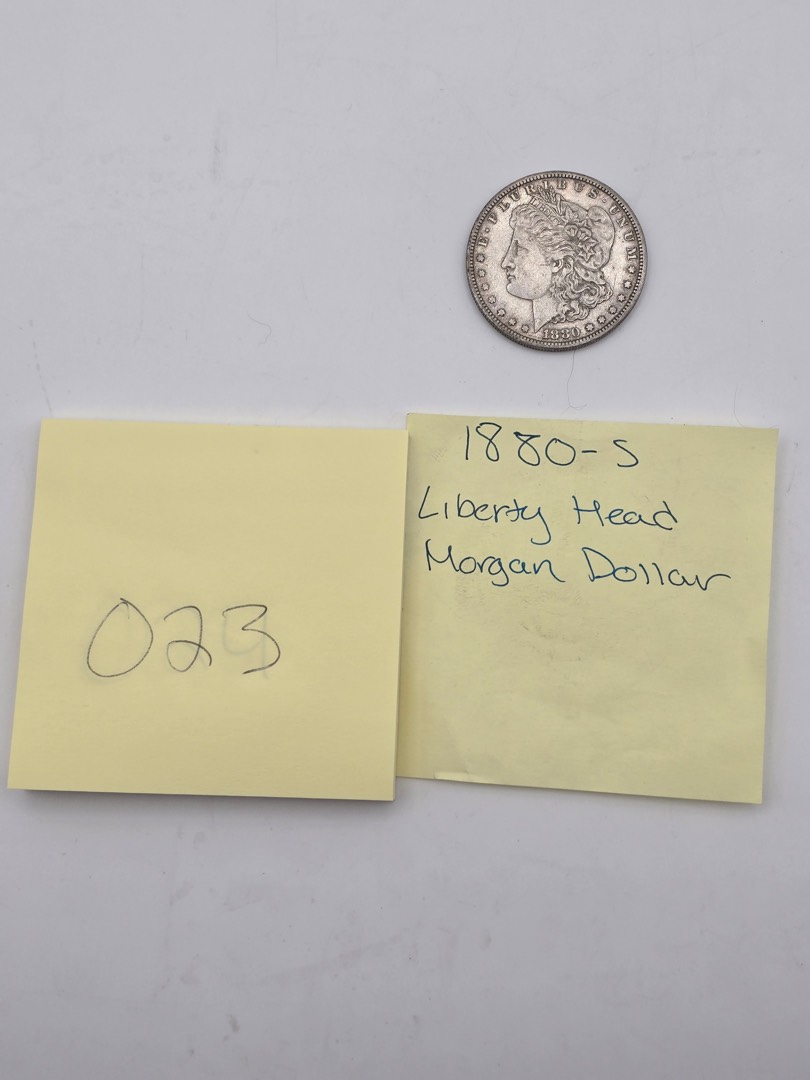 E·PLURIBUS·UNUM
1880
1880-S
Liberty Head
Morgan Dollar
023